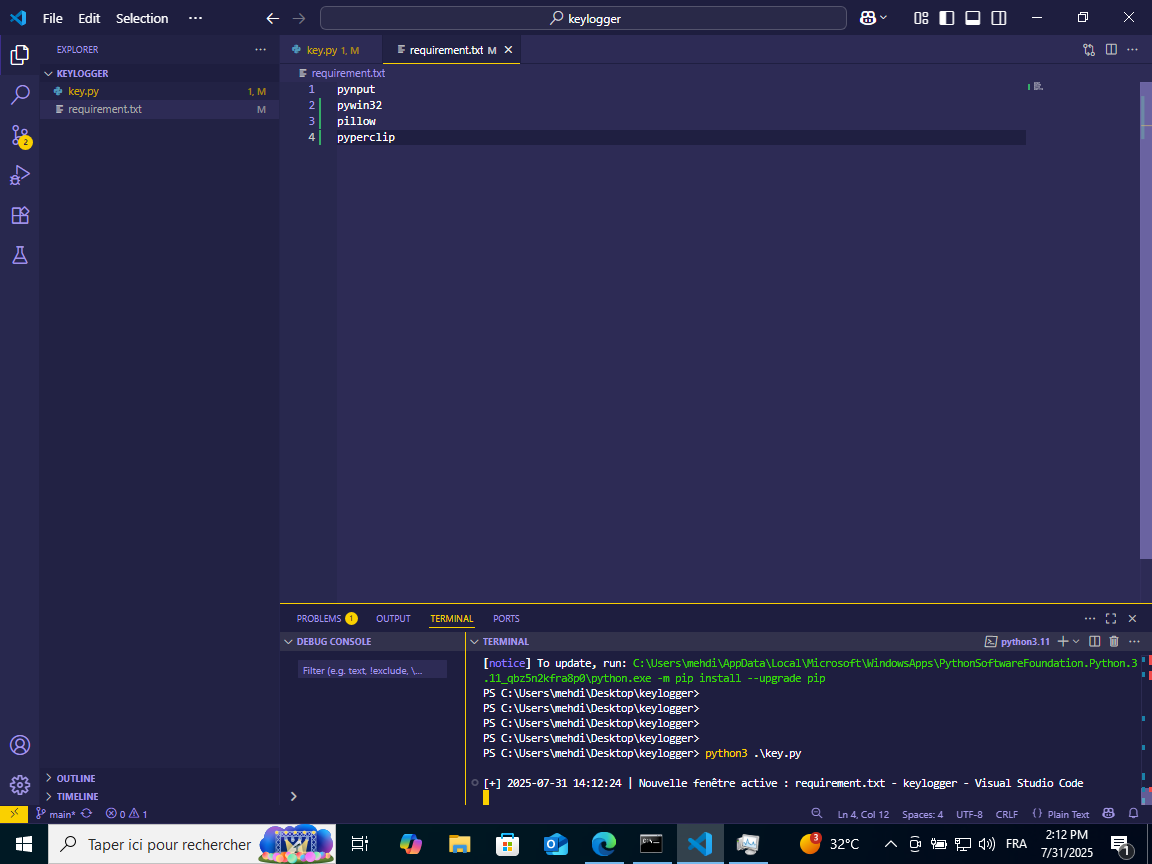 File Edit Selection ···
keylogger
EXPLORER
KEYLOGGER
key.py 1, M
requirement.txt M
OUTLINE
TIMELINE
key.py 1, M
requirement.txt M
requirement.txt
1 pynput
2 pywin32
3 pillow
4 pyperclip
PROBLEMS 1 OUTPUT TERMINAL PORTS
DEBUG CONSOLE
Filter (e.g. text, !exclude, \...
TERMINAL
python3.11
[notice] To update, run: C:\Users\mehdi\AppData\Local\Microsoft\WindowsApps\PythonSoftwareFoundation.Python.3
.11_qbz5n2kfra8p0\python.exe -m pip install --upgrade pip
PS C:\Users\mehdi\Desktop\keylogger>
PS C:\Users\mehdi\Desktop\keylogger>
PS C:\Users\mehdi\Desktop\keylogger>
PS C:\Users\mehdi\Desktop\keylogger>
PS C:\Users\mehdi\Desktop\keylogger> python3 .\key.py
[+] 2025-07-31 14:12:24 | Nouvelle fenêtre active : requirement.txt - keylogger - Visual Studio Code
2
main* 0 1 Ln 4, Col 12 Spaces: 4 UTF-8 CRLF {} Plain Text
Taper ici pour rechercher
3 32°C
FRA
2:12 PM
7/31/2025
1